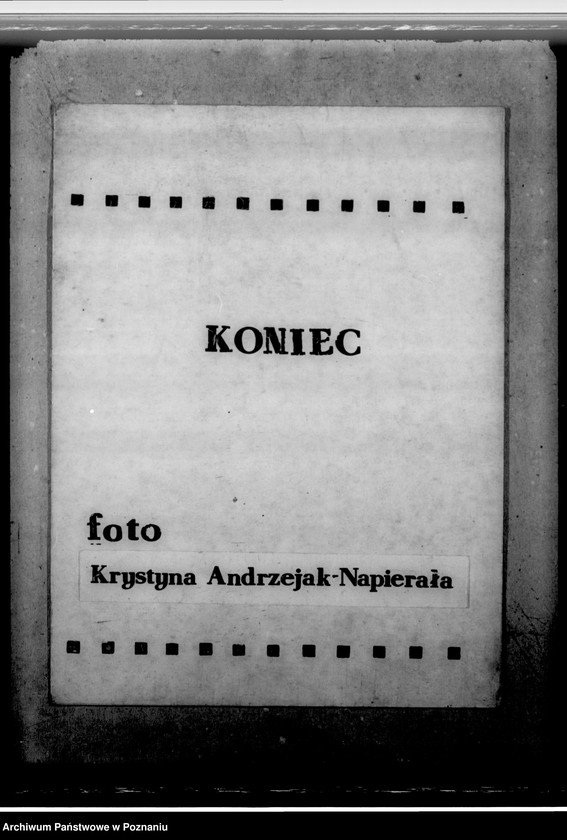 KONIEC
foto
Krystyna Andrzejak-Napierała
Archiwum Państwowe w Poznaniu